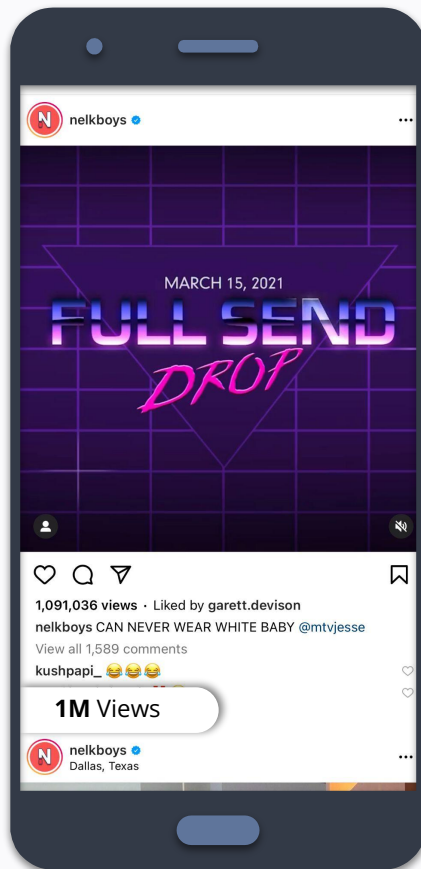 nelkboys
MARCH 15, 2021
FULL SEND
DROP
1,091,036 views · Liked by garett.devison
nelkboys CAN NEVER WEAR WHITE BABY @mtvjesse
View all 1,589 comments
kushpapi_ 😂😂😂
1M Views
nelkboys
Dallas, Texas